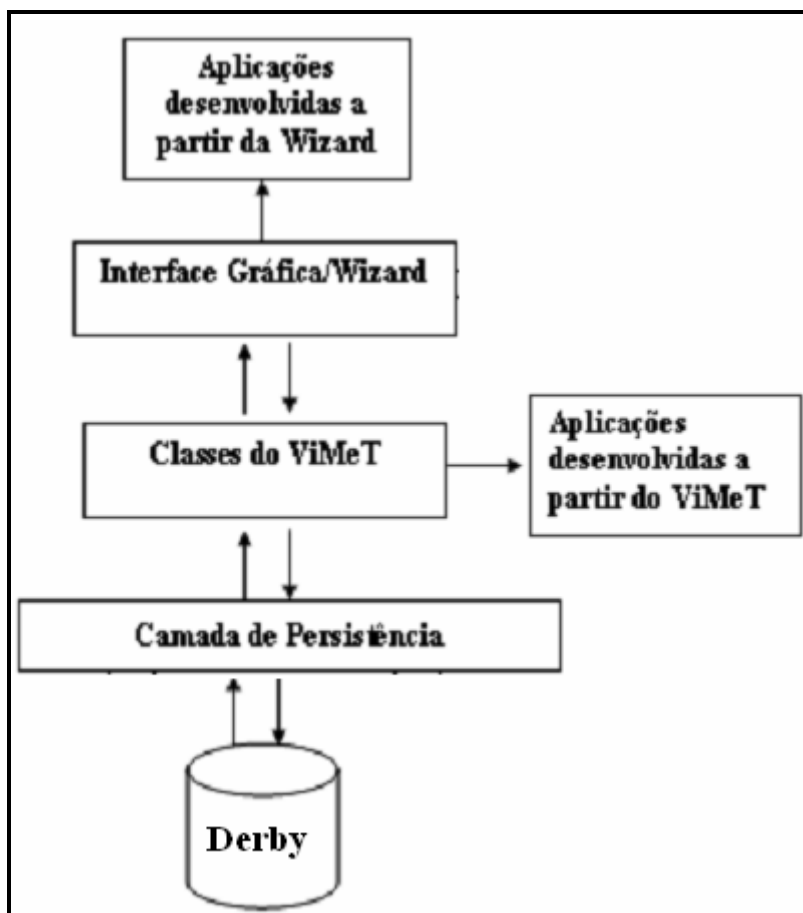 Aplicações
desenvolvidas a
partir da Wizard
Interface Gráfica/Wizard
Classes do ViMeT
Aplicações
desenvolvidas a
partir do ViMeT
Camada de Persistência
Derby